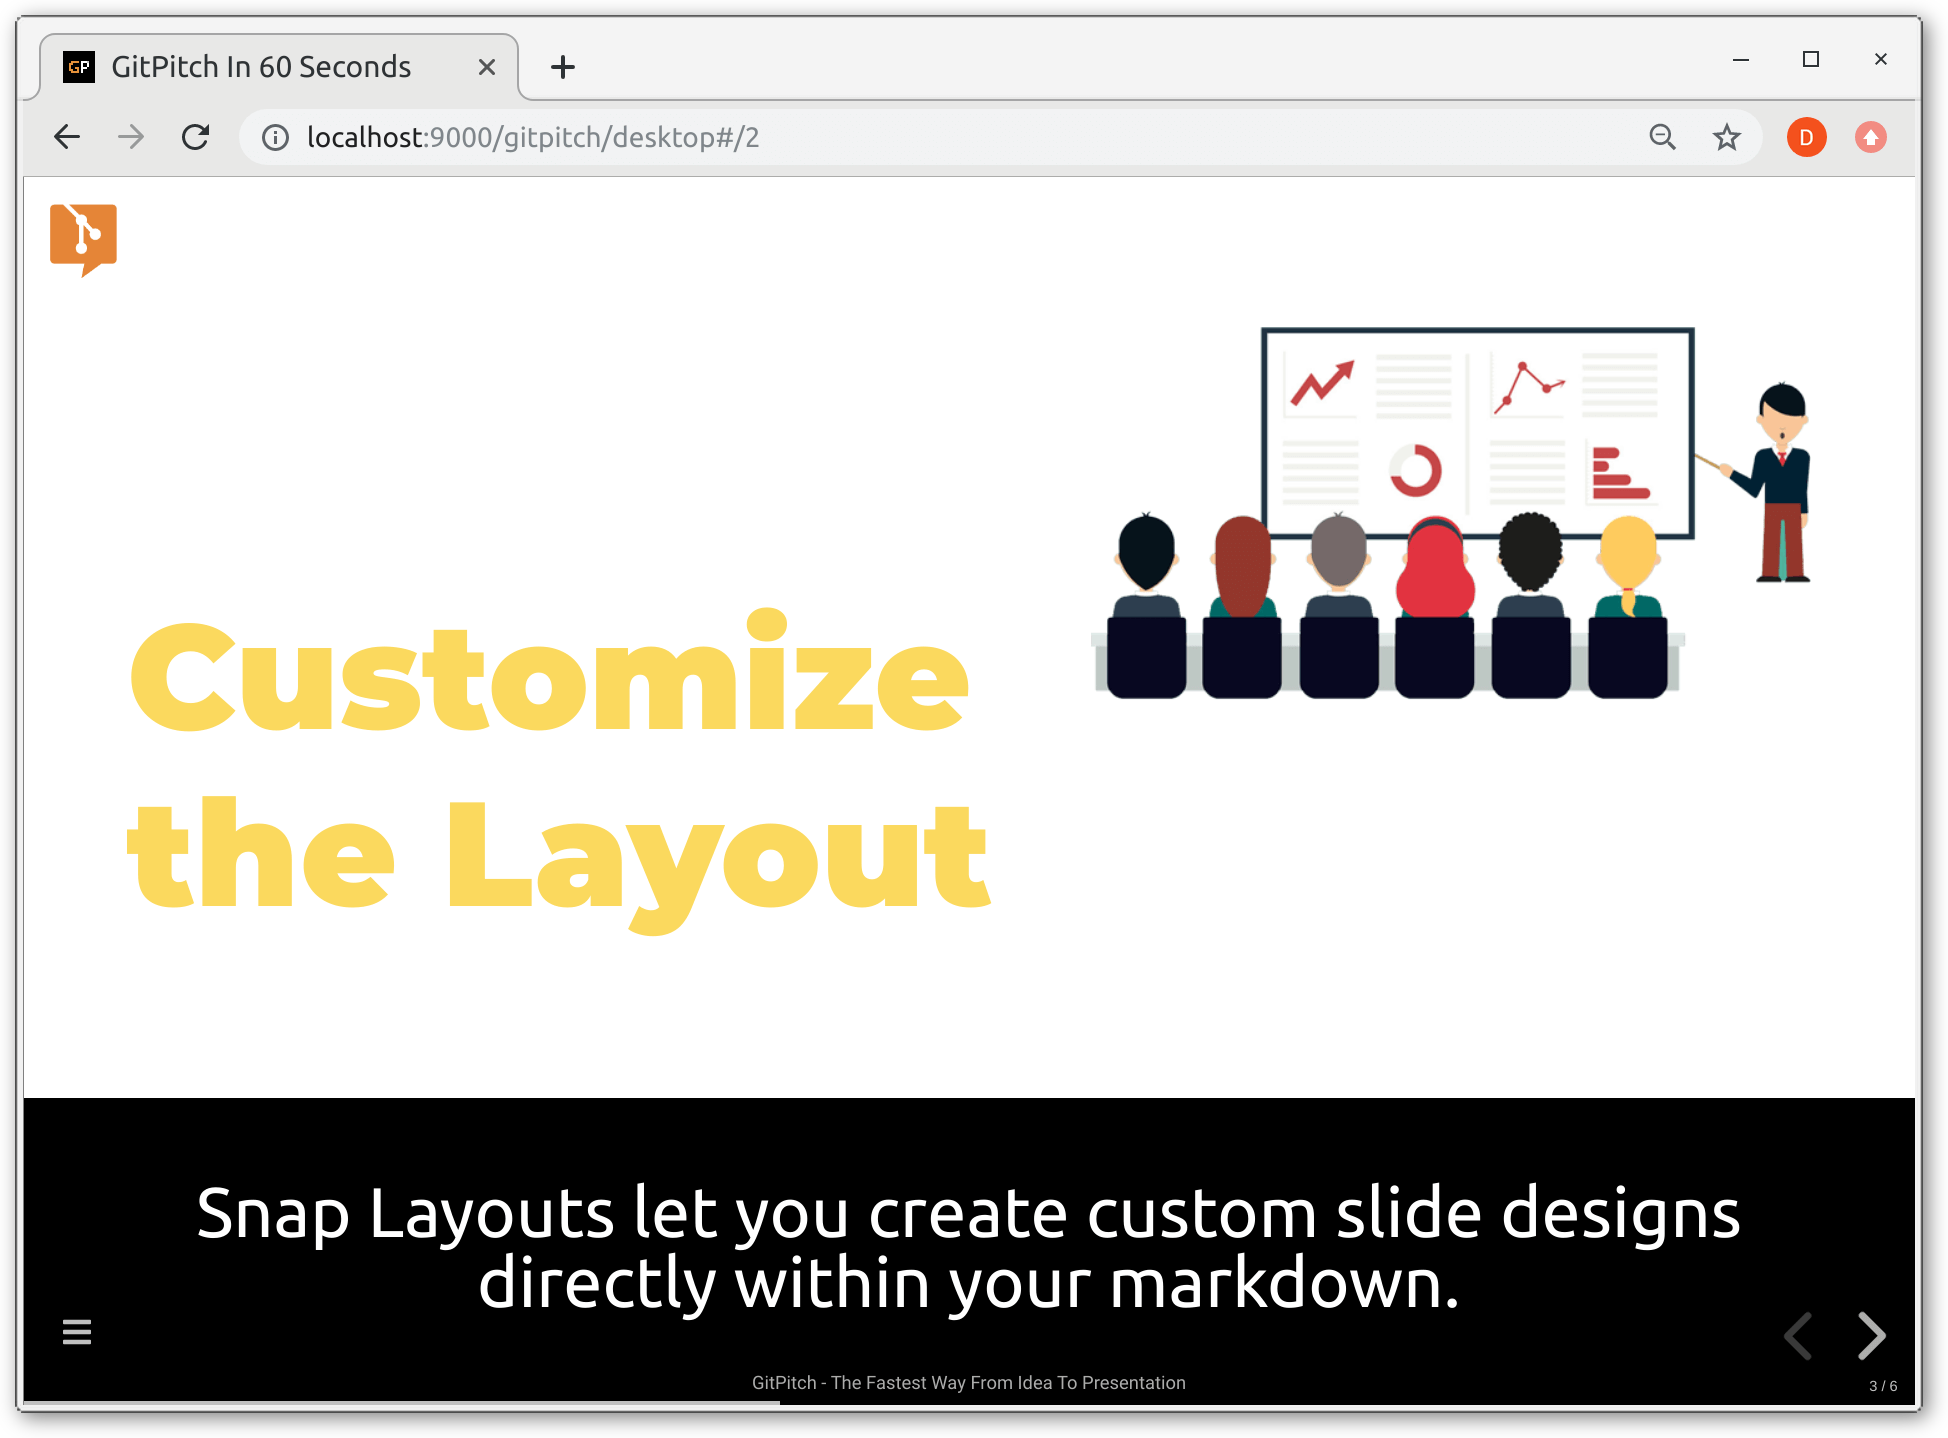 GP GitPitch In 60 Seconds
localhost:9000/gitpitch/desktop#/2
D
Customize
the Layout
Snap Layouts let you create custom slide designs
directly within your markdown.
GitPitch - The Fastest Way From Idea To Presentation
3 / 6